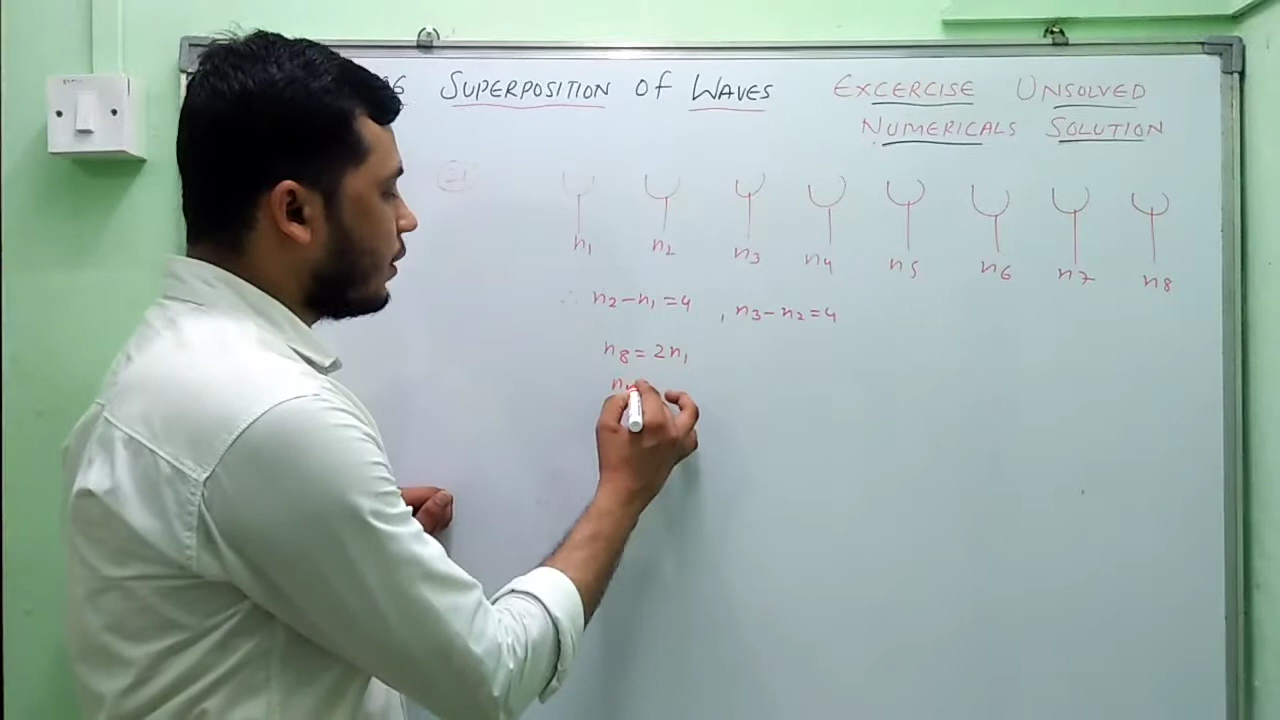 6 SUPERPOSITION OF WAVES EXCERCISE UNSOLVED
NUMERICALS SOLUTION
n1 n2 n3 n4 n5 n6 n7 n8
∴ n2-n1=4 , n3-n2=4
n8=2n1